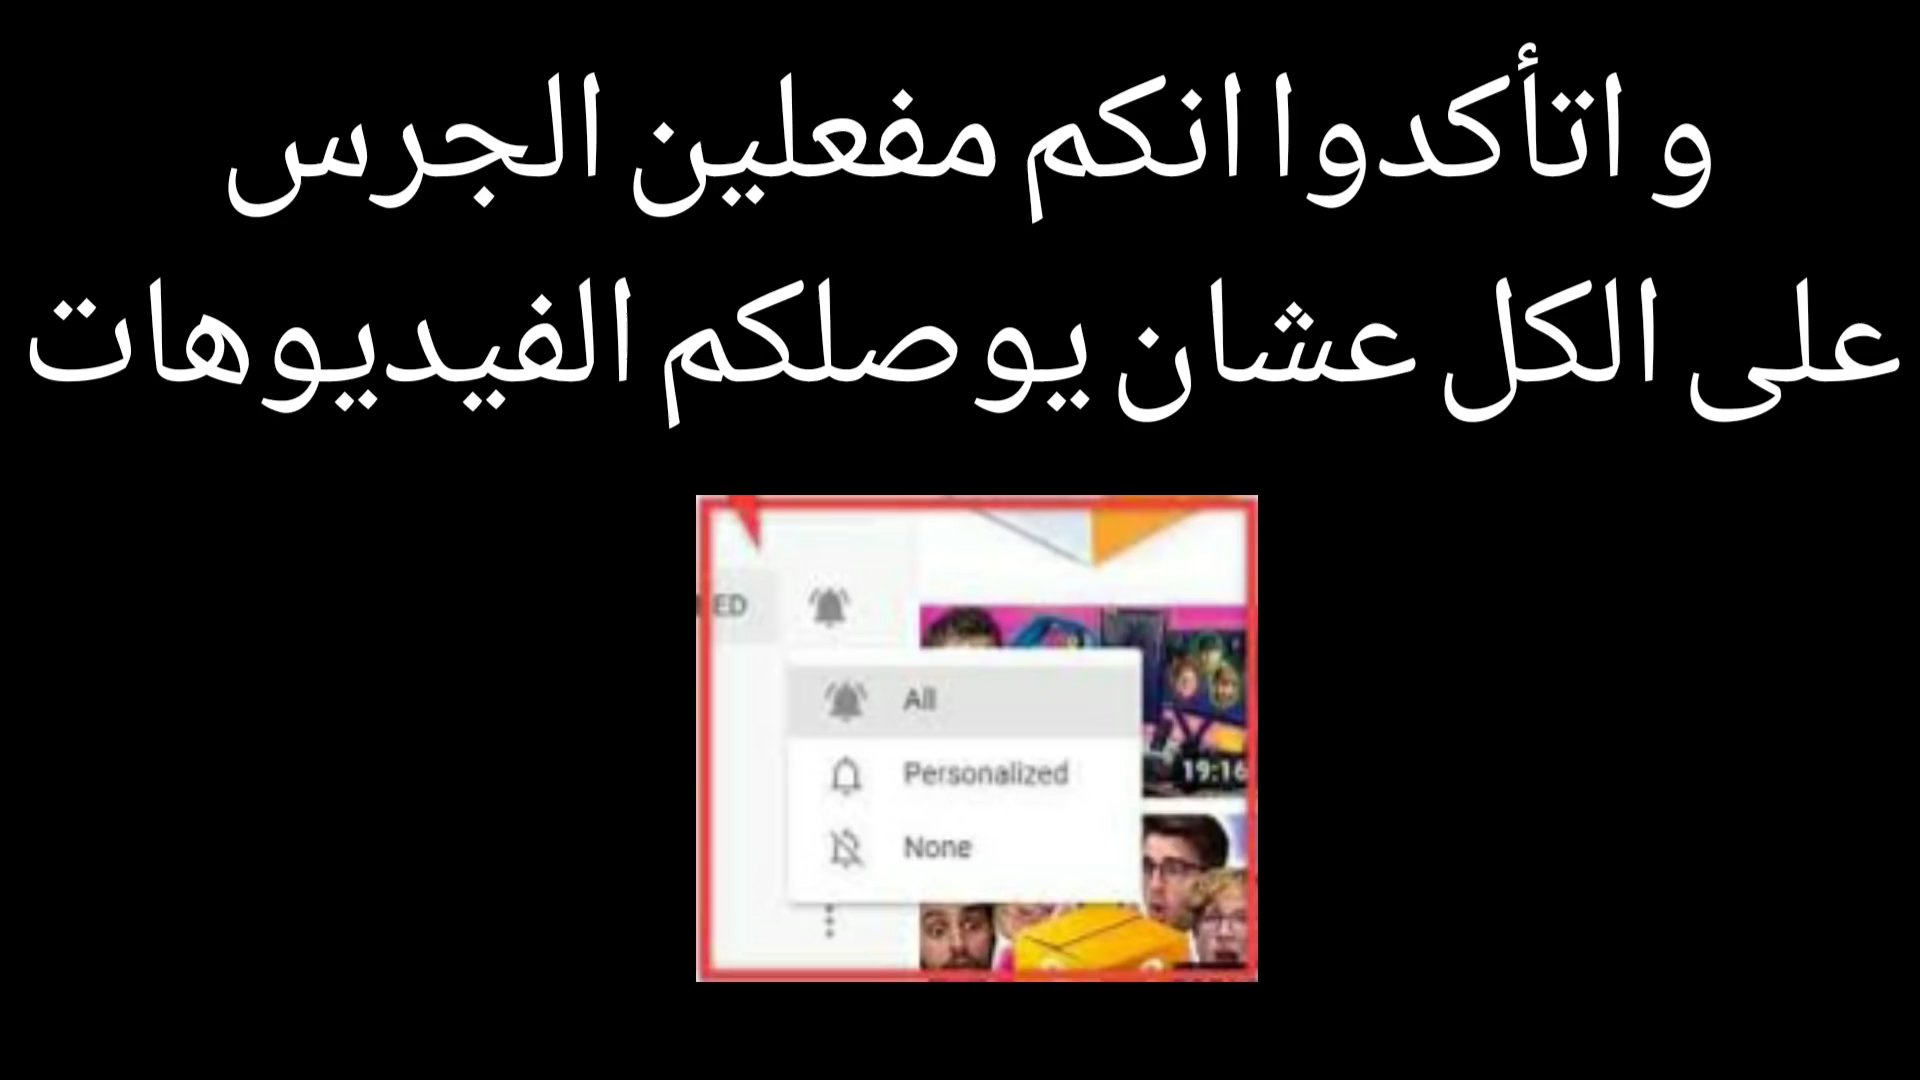 و اتأكدوا انكم مفعلين الجرس
على الكل عشان يوصلكم الفيديوهات
ED
All
Personalized
None
19:16